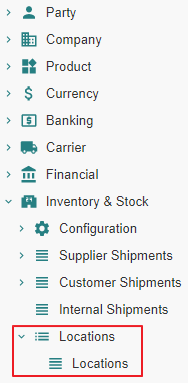 Party
Company
Product
Currency
Banking
Carrier
Financial
Inventory & Stock
Configuration
Supplier Shipments
Customer Shipments
Internal Shipments
Locations
Locations